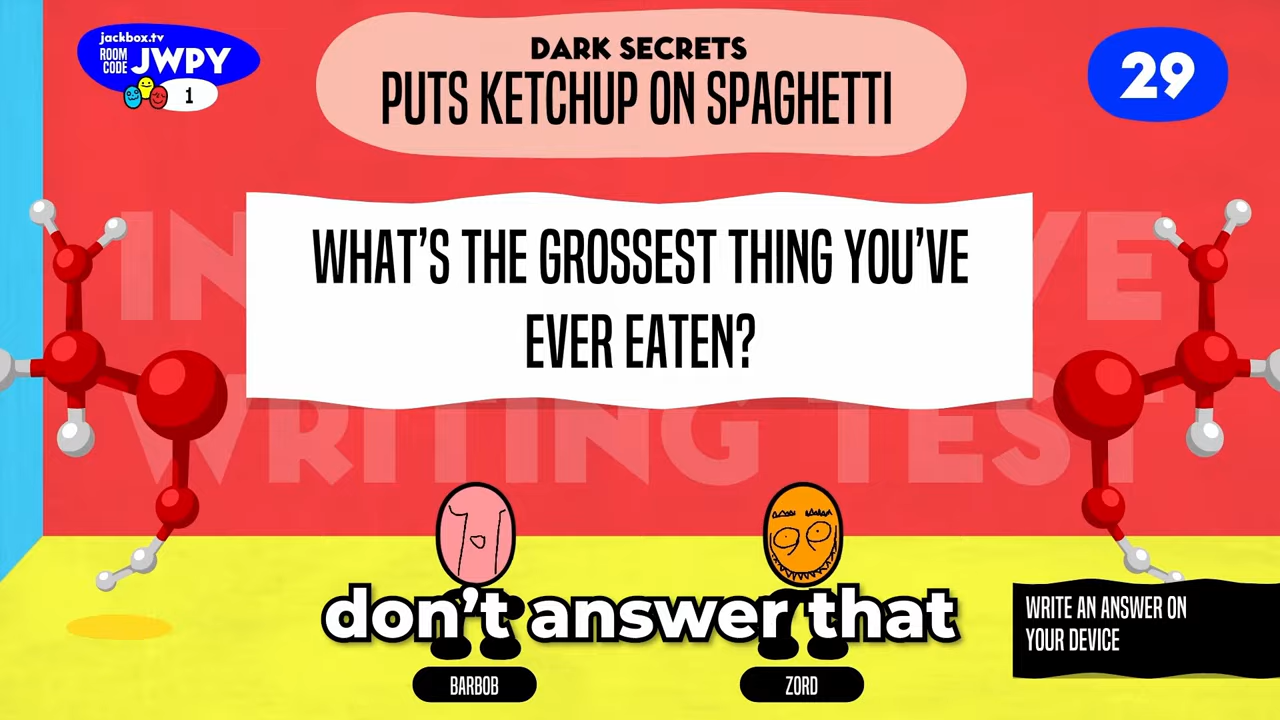 jackbox.tv
ROOM CODE JWPY
1
DARK SECRETS
PUTS KETCHUP ON SPAGHETTI
29
WHAT'S THE GROSSEST THING YOU'VE
EVER EATEN?
WRITING TEST
don't answer that
WRITE AN ANSWER ON
YOUR DEVICE
BARBOB
ZORD